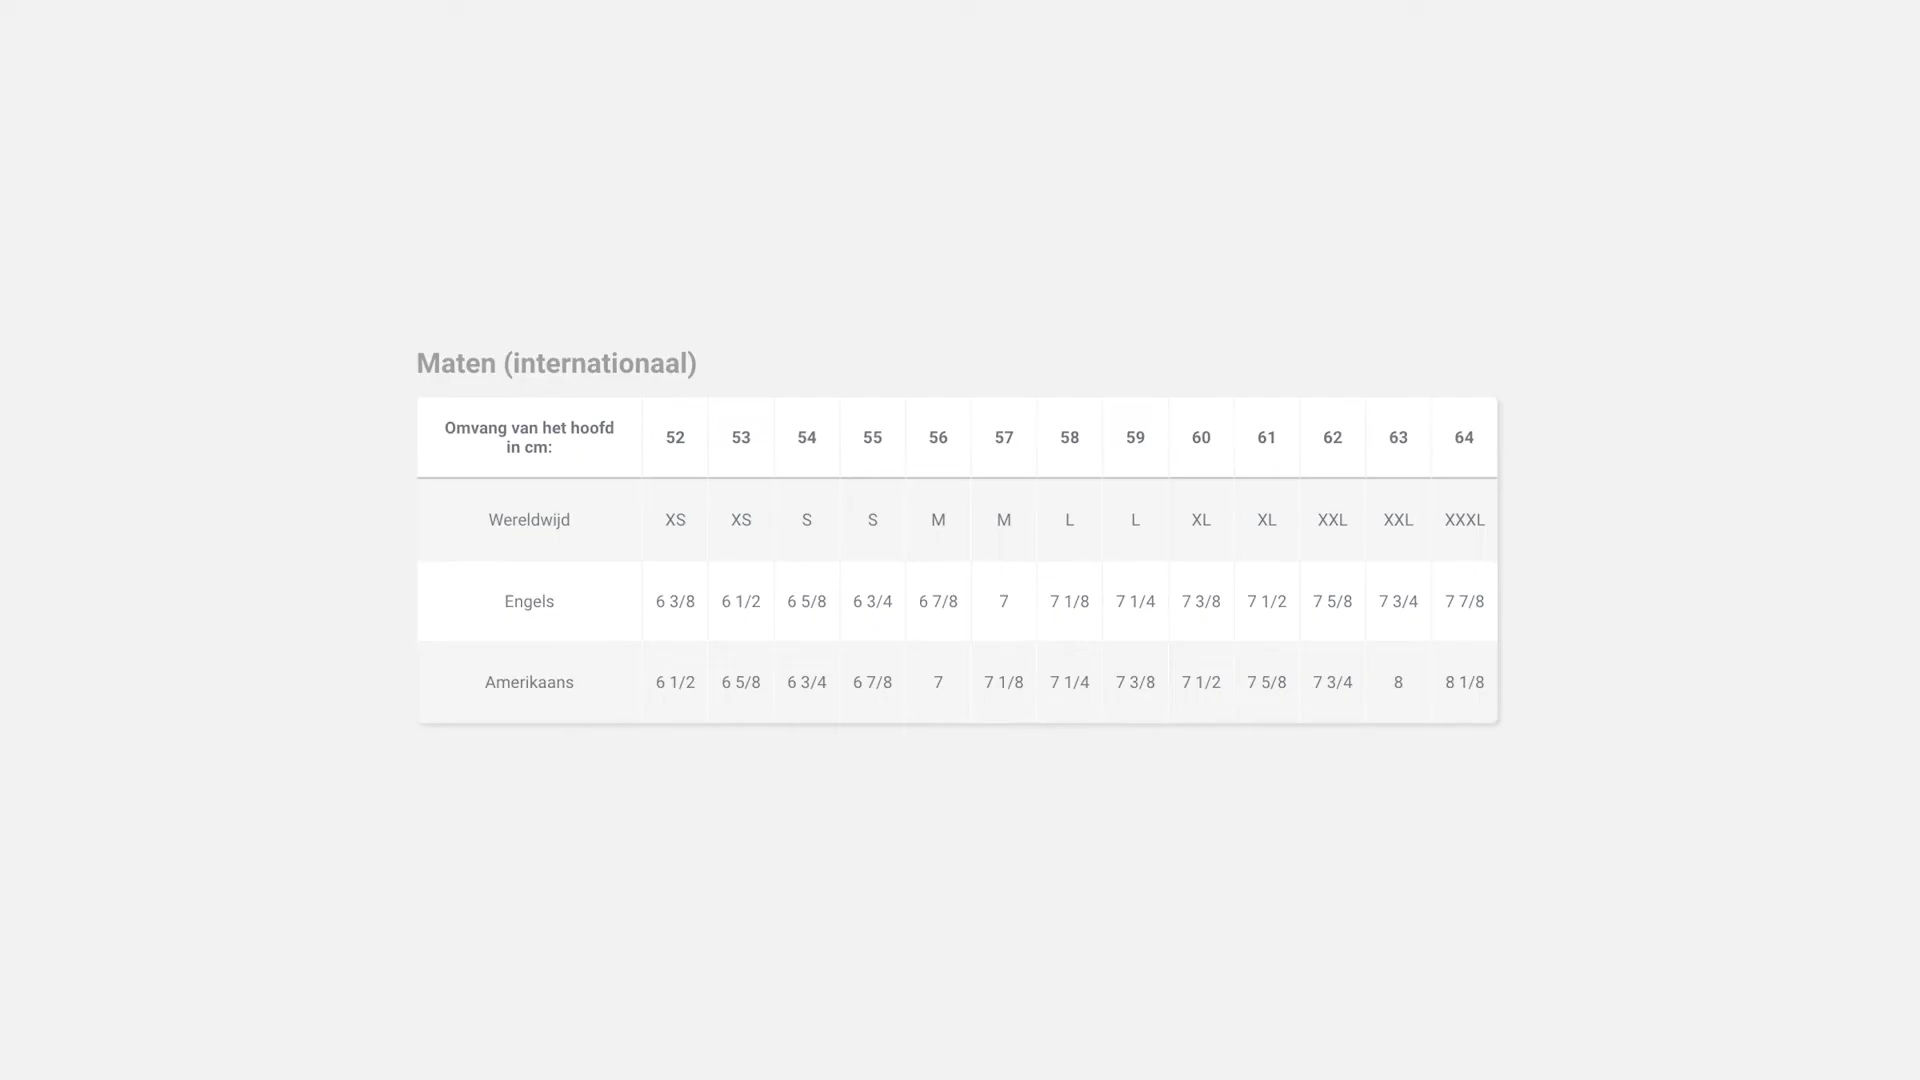 Maten (internationaal)
Omvang van het hoofd
in cm: 52 53 54 55 56 57 58 59 60 61 62 63 64
Wereldwijd XS XS S S M M L L XL XL XXL XXL XXXL
Engels 6 3/8 6 1/2 6 5/8 6 3/4 6 7/8 7 7 1/8 7 1/4 7 3/8 7 1/2 7 5/8 7 3/4 7 7/8
Amerikaans 6 1/2 6 5/8 6 3/4 6 7/8 7 7 1/8 7 1/4 7 3/8 7 1/2 7 5/8 7 3/4 8 8 1/8